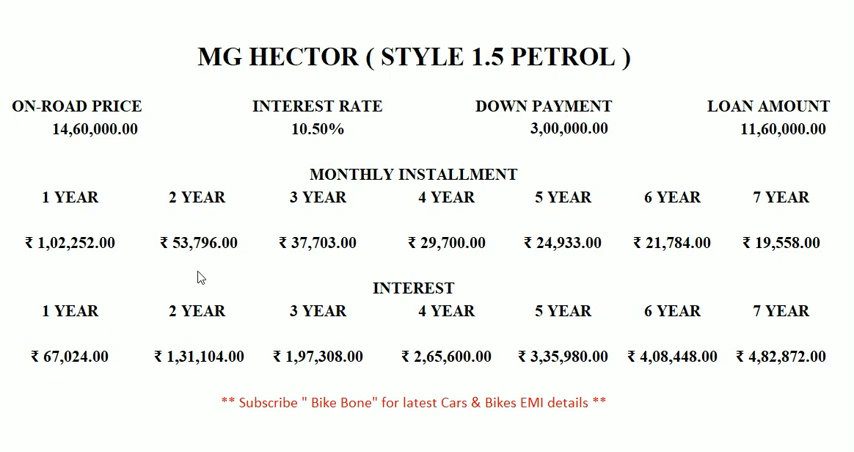 MG HECTOR ( STYLE 1.5 PETROL )
ON-ROAD PRICE INTEREST RATE DOWN PAYMENT LOAN AMOUNT
14,60,000.00 10.50% 3,00,000.00 11,60,000.00
MONTHLY INSTALLMENT
1 YEAR 2 YEAR 3 YEAR 4 YEAR 5 YEAR 6 YEAR 7 YEAR
₹ 1,02,252.00 ₹ 53,796.00 ₹ 37,703.00 ₹ 29,700.00 ₹ 24,933.00 ₹ 21,784.00 ₹ 19,558.00
INTEREST
1 YEAR 2 YEAR 3 YEAR 4 YEAR 5 YEAR 6 YEAR 7 YEAR
₹ 67,024.00 ₹ 1,31,104.00 ₹ 1,97,308.00 ₹ 2,65,600.00 ₹ 3,35,980.00 ₹ 4,08,448.00 ₹ 4,82,872.00
** Subscribe " Bike Bone" for latest Cars & Bikes EMI details **